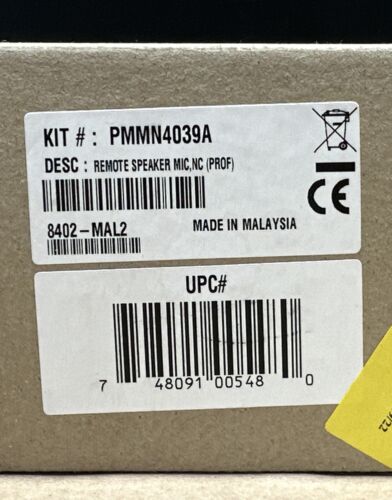 KIT # : PMMN4039A
DESC : REMOTE SPEAKER MIC,NC (PROF)
8402-MAL2 MADE IN MALAYSIA
CE
UPC#
7 48091 00548 0